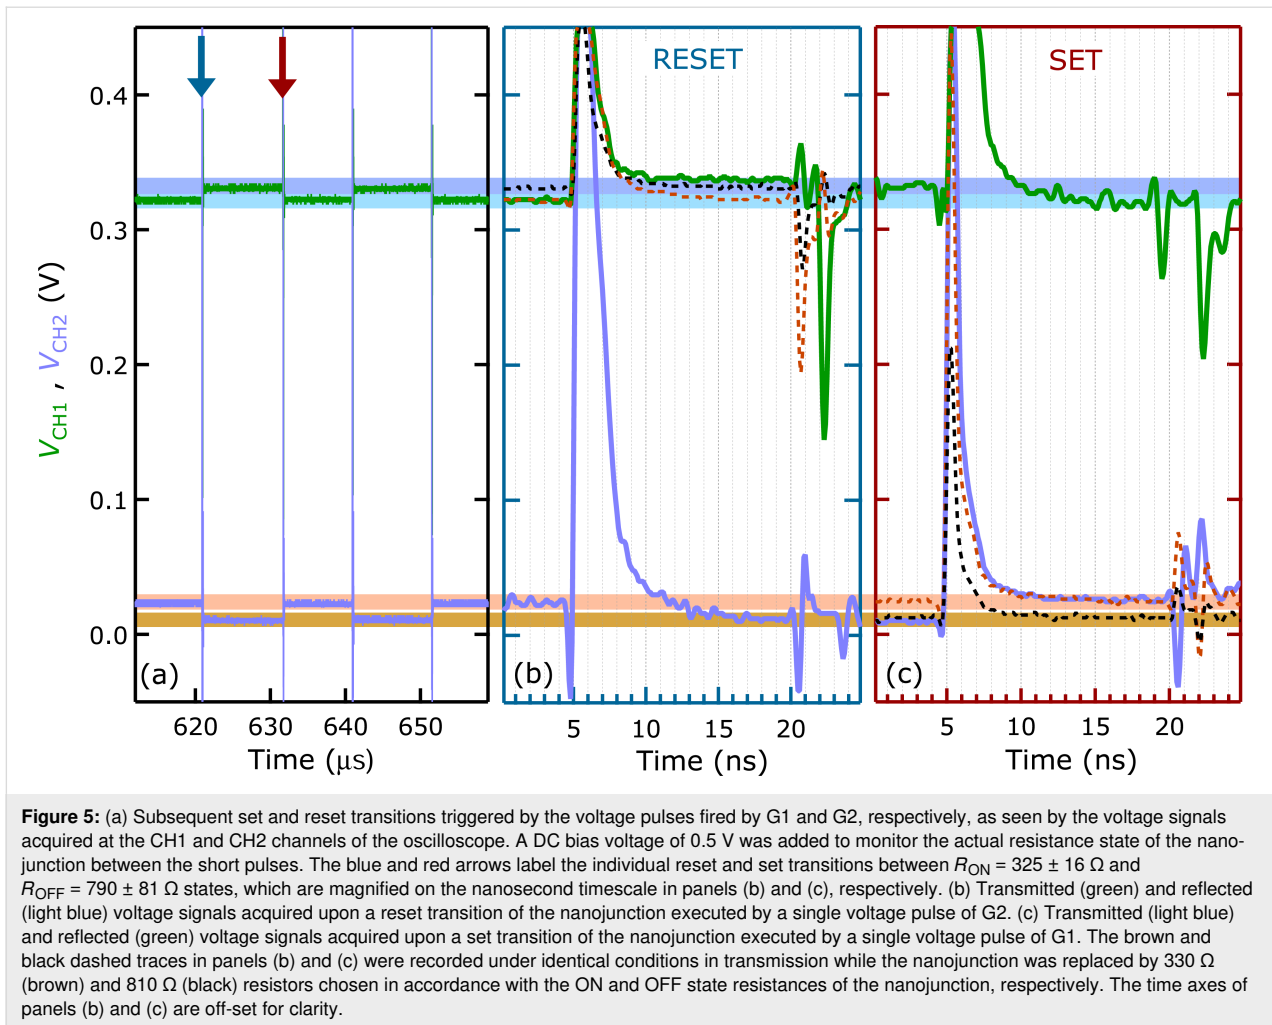 RESET
SET
0.4
0.3
0.2
0.1
0.0
V_CH1 , V_CH2 (V)
(a)
(b)
(c)
620 630 640 650
5 10 15 20
5 10 15 20
Time (μs)
Time (ns)
Time (ns)
Figure 5: (a) Subsequent set and reset transitions triggered by the voltage pulses fired by G1 and G2, respectively, as seen by the voltage signals
acquired at the CH1 and CH2 channels of the oscilloscope. A DC bias voltage of 0.5 V was added to monitor the actual resistance state of the nano-
junction between the short pulses. The blue and red arrows label the individual reset and set transitions between R_ON = 325 ± 16 Ω and
R_OFF = 790 ± 81 Ω states, which are magnified on the nanosecond timescale in panels (b) and (c), respectively. (b) Transmitted (green) and reflected
(light blue) voltage signals acquired upon a reset transition of the nanojunction executed by a single voltage pulse of G2. (c) Transmitted (light blue)
and reflected (green) voltage signals acquired upon a set transition of the nanojunction executed by a single voltage pulse of G1. The brown and
black dashed traces in panels (b) and (c) were recorded under identical conditions in transmission while the nanojunction was replaced by 330 Ω
(brown) and 810 Ω (black) resistors chosen in accordance with the ON and OFF state resistances of the nanojunction, respectively. The time axes of
panels (b) and (c) are off-set for clarity.